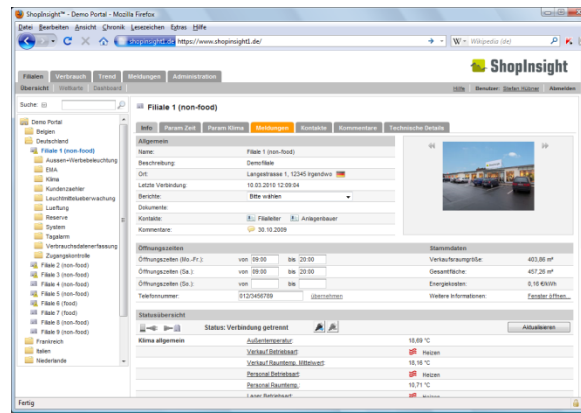 ShopInsight™ - Demo Portal - Mozilla Firefox
Datei Bearbeiten Ansicht Chronik Lesezeichen Extras Hilfe
shopinsight1.de https://www.shopinsight1.de/ Wikipedia (de)
ShopInsight
Filialen Verbrauch Trend Meldungen Administration
Übersicht Weltkarte Dashboard Hilfe Benutzer: Stefan Hübner Abmelden
Suche:
Demo Portal
Belgien
Deutschland
Filiale 1 (non-food)
Aussen+Werbebeleuchtung
EMA
Klima
Kundenzaehler
Leuchtmittelueberwachung
Lueftung
Reserve
System
Tagalarm
Verbrauchsdatenerfassung
Zugangskontrolle
Filiale 2 (non-food)
Filiale 3 (non-food)
Filiale 4 (non-food)
Filiale 5 (non-food)
Filiale 6 (food)
Filiale 7 (food)
Filiale 8 (non-food)
Filiale 9 (non-food)
Frankreich
Italien
Niederlande
Filiale 1 (non-food)
Info Param Zeit Param Klima Meldungen Kontakte Kommentare Technische Details
Allgemein
Name: Filiale 1 (non-food)
Beschreibung: Demofiliale
Ort: Langestrasse 1, 12345 Irgendwo
Letzte Verbindung: 10.03.2010 12:09:04
Berichte: Bitte wählen
Dokumente:
Kontakte: Filialleiter Anlagenbauer
Kommentare: 30.10.2009
Öffnungszeiten Stammdaten
Öffnungszeiten (Mo.-Fr.): von 09:00 bis 20:00 Verkaufsraumgröße: 403,86 m²
Öffnungszeiten (Sa.): von 09:00 bis 20:00 Gesamtfläche: 457,26 m²
Öffnungszeiten (So.): von bis Energiekosten: 0,16 €/kWh
Telefonnummer: 012/3456789 übernehmen Weitere Informationen: Fenster öffnen...
Statusübersicht
Status: Verbindung getrennt Aktualisieren
Klima allgemein Außentemperatur 16,69 °C
Verkauf Betriebsart Heizen
Verkauf Raumtemp. Mittelwert 18,16 °C
Personal Betriebsart Heizen
Personal Raumtemp. 10,71 °C
Lager Betriebsart Heizen
Fertig